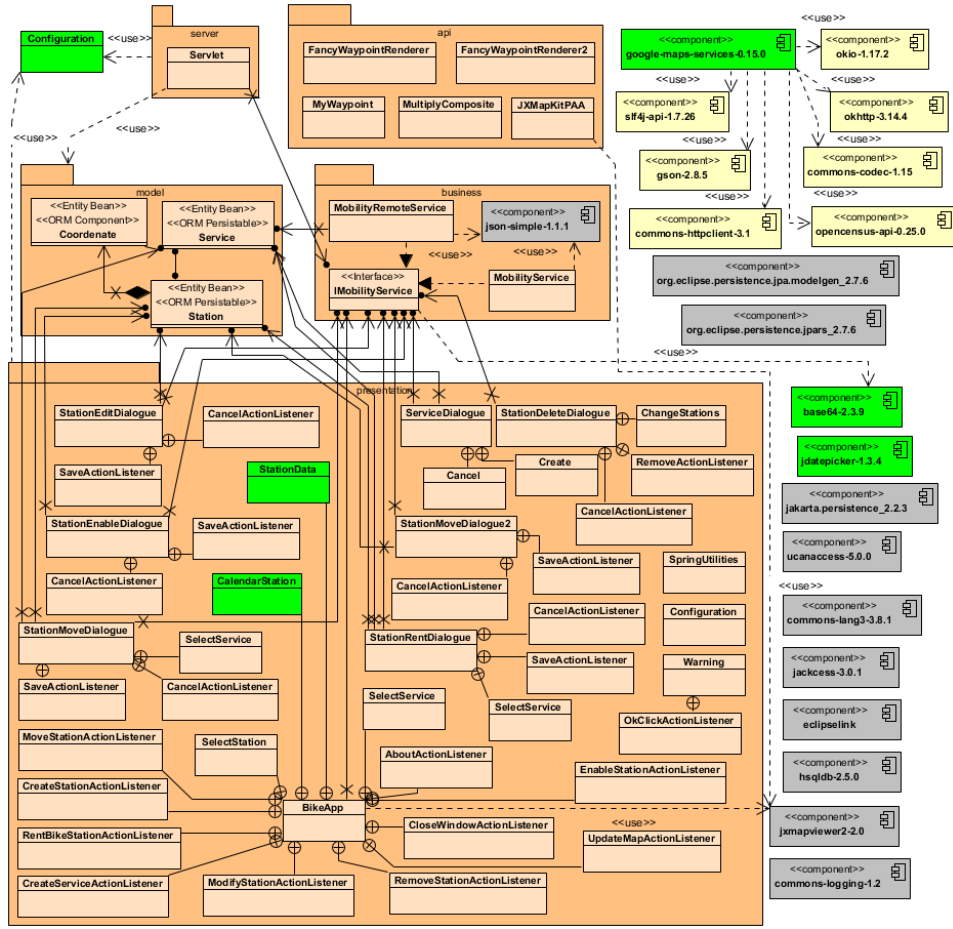 Configuration
<<use>>
server
Servlet
<<use>>
<<use>>
api
FancyWaypointRenderer
FancyWaypointRenderer2
MyWaypoint
MultiplyComposite
JXMapKitPAA
<<use>>
<<component>>
google-maps-services-0.15.0
<<component>>
okio-1.17.2
<<use>>
<<use>>
<<component>>
slf4j-api-1.7.26
<<component>>
okhttp-3.14.4
<<use>>
<<use>>
<<component>>
gson-2.8.5
<<component>>
commons-codec-1.15
<<use>>
<<use>>
<<component>>
commons-httpclient-3.1
<<component>>
opencensus-api-0.25.0
<<component>>
org.eclipse.persistence.jpa.modelgen_2.7.6
<<component>>
org.eclipse.persistence.jpars_2.7.6
model
<<Entity Bean>>
<<ORM Component>>
Coordenate
<<Entity Bean>>
<<ORM Persistable>>
Service
<<Entity Bean>>
<<ORM Persistable>>
Station
business
MobilityRemoteService
<<component>>
json-simple-1.1.1
<<use>>
<<use>>
<<Interface>>
IMobilityService
MobilityService
<<use>>
<<component>>
base64-2.3.9
<<component>>
jdatepicker-1.3.4
<<component>>
jakarta.persistence_2.2.3
<<component>>
ucanaccess-5.0.0
<<use>>
<<component>>
commons-lang3-3.8.1
<<component>>
jackcess-3.0.1
<<component>>
eclipselink
<<component>>
hsqldb-2.5.0
<<component>>
jxmapviewer2-2.0
<<component>>
commons-logging-1.2
presentation
StationEditDialogue
CancelActionListener
SaveActionListener
StationData
ServiceDialogue
StationDeleteDialogue
ChangeStations
Cancel
Create
RemoveActionListener
CancelActionListener
StationEnableDialogue
SaveActionListener
CancelActionListener
CalendarStation
StationMoveDialogue2
SaveActionListener
CancelActionListener
SpringUtilities
StationMoveDialogue
SelectService
SaveActionListener
CancelActionListener
StationRentDialogue
CancelActionListener
SaveActionListener
SelectService
Configuration
Warning
OkClickActionListener
SelectService
MoveStationActionListener
SelectStation
AboutActionListener
EnableStationActionListener
CreateStationActionListener
BikeApp
RentBikeStationActionListener
CloseWindowActionListener
<<use>>
UpdateMapActionListener
CreateServiceActionListener
ModifyStationActionListener
RemoveStationActionListener